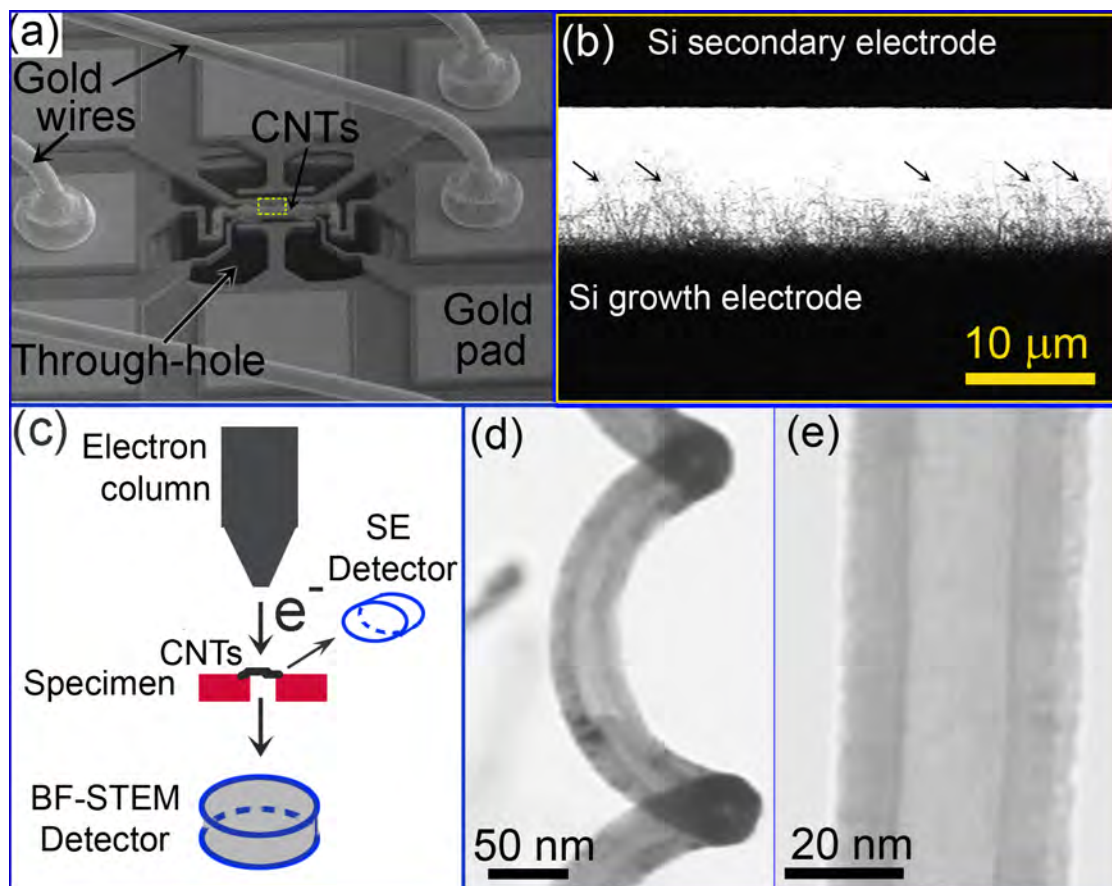 (a)
Gold
wires
CNTs
Through-hole
Gold
pad
(b)
Si secondary electrode
Si growth electrode
10 μm
(c)
Electron
column
SE
Detector
e-
CNTs
Specimen
BF-STEM
Detector
(d)
50 nm
(e)
20 nm